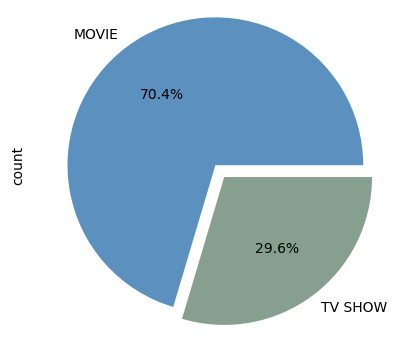 MOVIE
70.4%
count
29.6%
TV SHOW